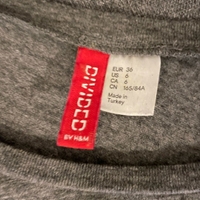 DIVIDED
BY H&M
EUR 36
US 6
CA 6
CN 165/84A
Made in
Turkey